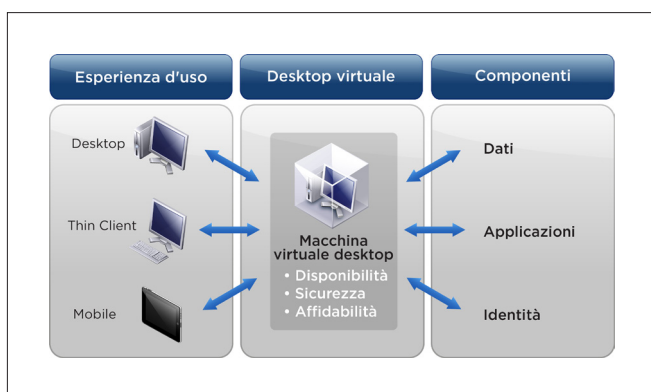 Esperienza d'uso
Desktop virtuale
Componenti
Desktop
Thin Client
Mobile
Macchina
virtuale desktop
• Disponibilità
• Sicurezza
• Affidabilità
Dati
Applicazioni
Identità